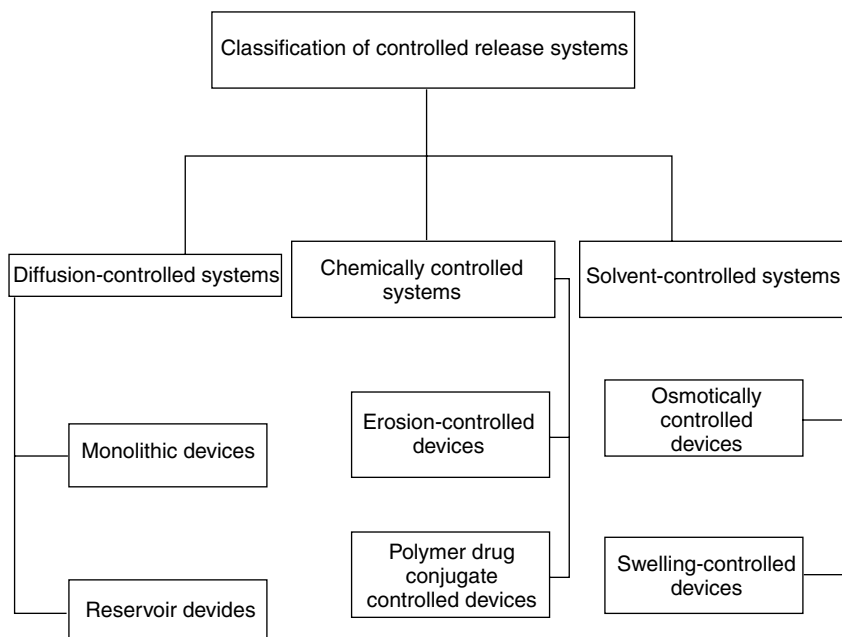 Classification of controlled release systems
Diffusion-controlled systems
Chemically controlled
systems
Solvent-controlled systems
Monolithic devices
Erosion-controlled
devices
Osmotically
controlled
devices
Reservoir devides
Polymer drug
conjugate
controlled devices
Swelling-controlled
devices